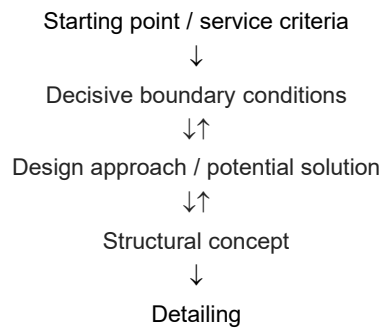 Starting point / service criteria
↓
Decisive boundary conditions
↓↑
Design approach / potential solution
↓↑
Structural concept
↓
Detailing